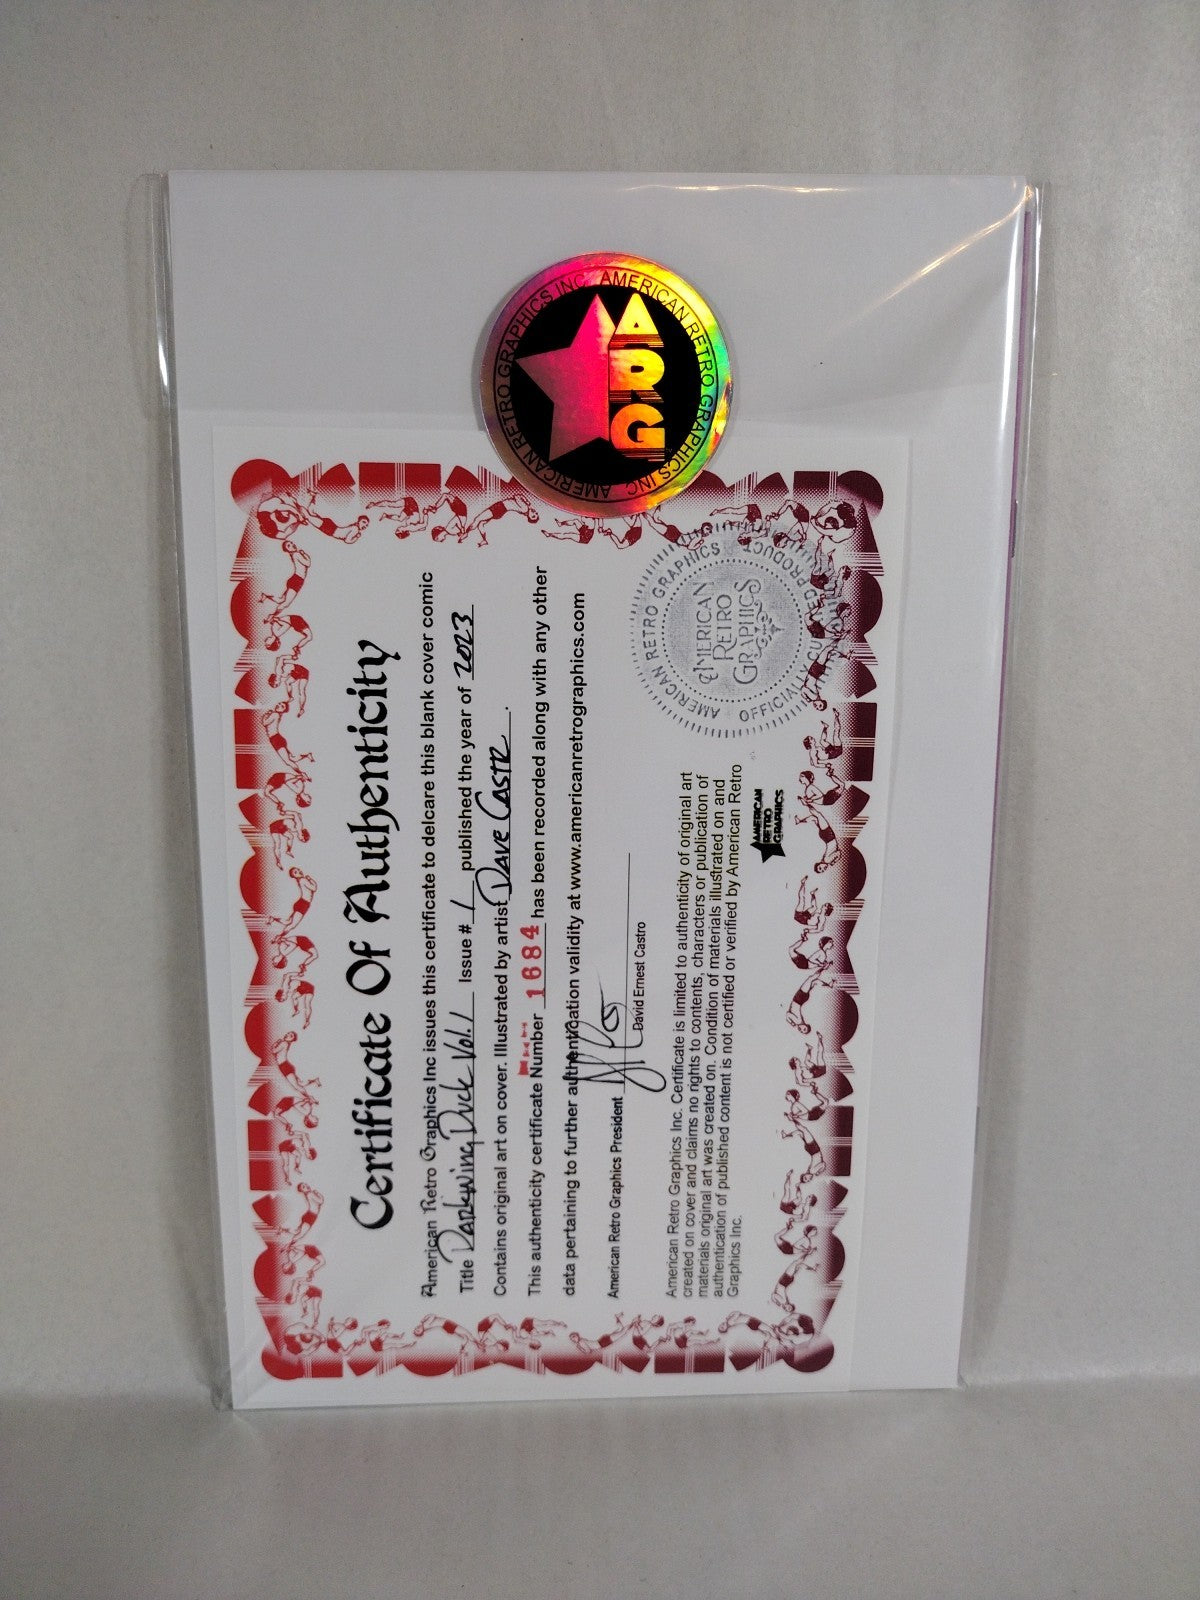 AMERICAN RETRO GRAPHICS INC. AMERICAN RETRO GRAPHICS INC.
ARG
Certificate Of Authenticity
American Retro Graphics Inc issues this certificate to delcare this blank cover comic
Title Darkwing Duck Vol. 1 Issue # 1 published the year of 2023
Contains original art on cover. Illustrated by artist Dave Castr.
This authenticity certificate Number 1684 has been recorded along with any other
data pertaining to further authentication validity at www.americanretrographics.com
American Retro Graphics President
David Ernest Castro
American Retro Graphics Inc. Certificate is limited to authenticity of original art
created on cover and claims no rights to contents, characters or publication of
materials original art was created on. Condition of materials illustrated on and
authentication of published content is not certified or verified by American Retro
Graphics Inc.
AMERICAN
RETRO
GRAPHICS
AMERICAN RETRO GRAPHICS
OFFICIALLY PRODUCT
AMERICAN
RETRO
GRAPHICS